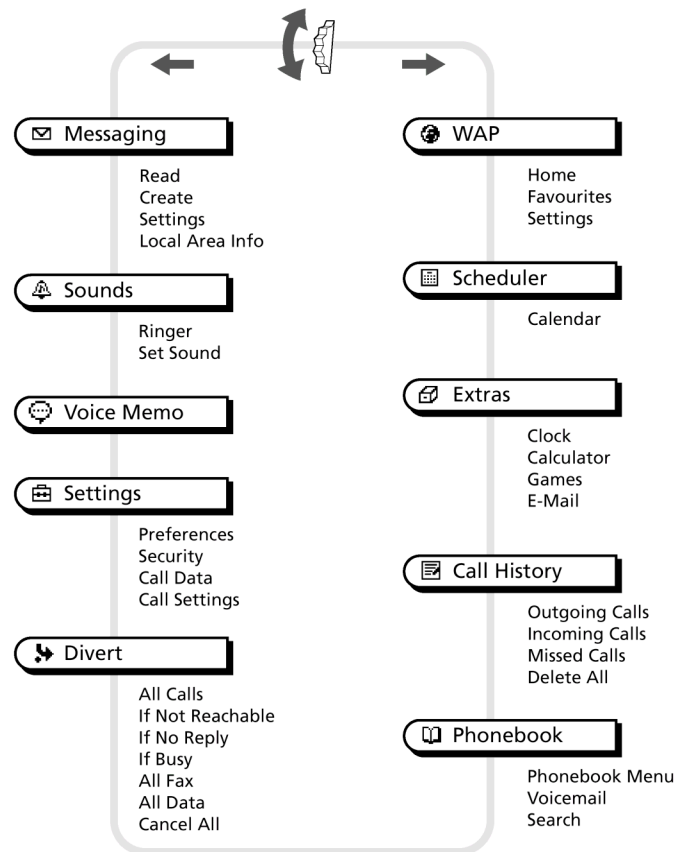 Messaging
Read
Create
Settings
Local Area Info
Sounds
Ringer
Set Sound
Voice Memo
Settings
Preferences
Security
Call Data
Call Settings
Divert
All Calls
If Not Reachable
If No Reply
If Busy
All Fax
All Data
Cancel All
WAP
Home
Favourites
Settings
Scheduler
Calendar
Extras
Clock
Calculator
Games
E-Mail
Call History
Outgoing Calls
Incoming Calls
Missed Calls
Delete All
Phonebook
Phonebook Menu
Voicemail
Search